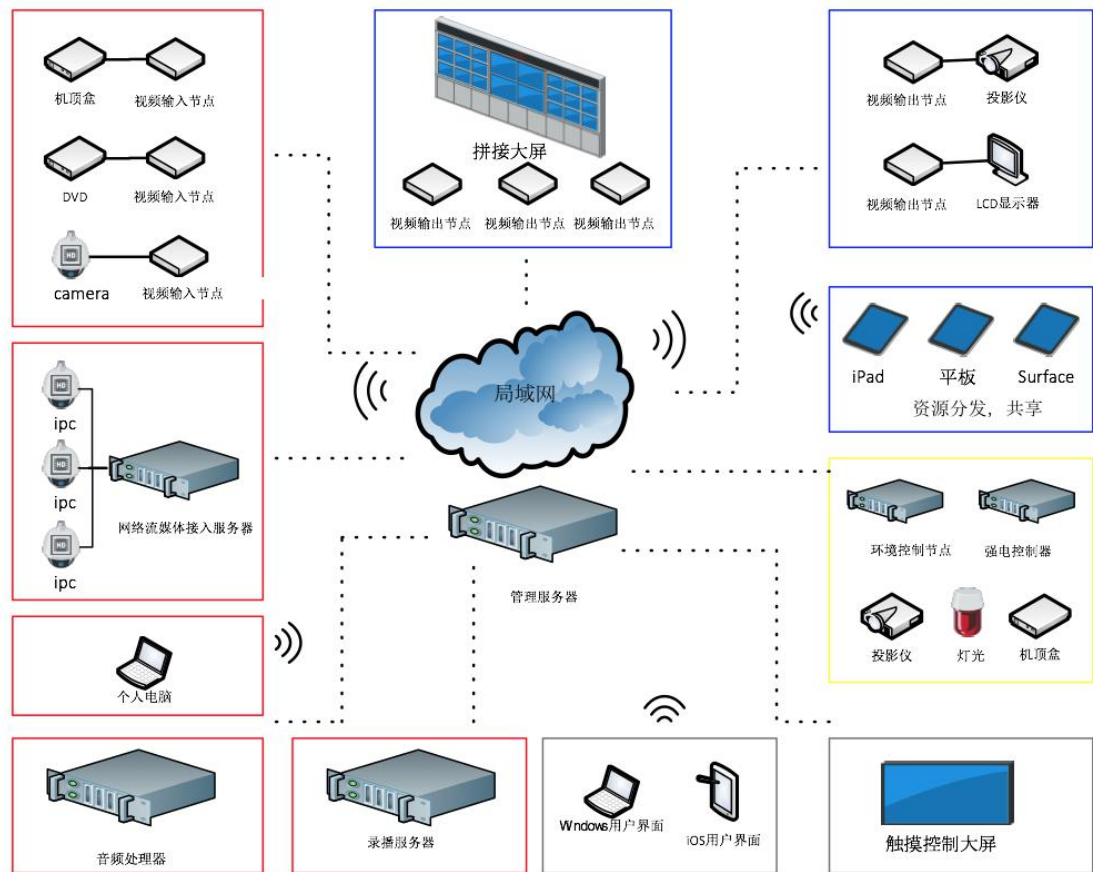 机顶盒
视频输入节点
DVD
视频输入节点
camera
视频输入节点
拼接大屏
视频输出节点
视频输出节点
视频输出节点
视频输出节点
投影仪
视频输出节点
LCD显示器
iPad
平板
Surface
资源分发，共享
局域网
HD
HD
HD
HD
ipc
ipc
ipc
网络流媒体接入服务器
管理服务器
环境控制节点
强电控制器
投影仪
灯光
机顶盒
个人电脑
音频处理器
录播服务器
Windows用户界面
iOS用户界面
触摸控制大屏